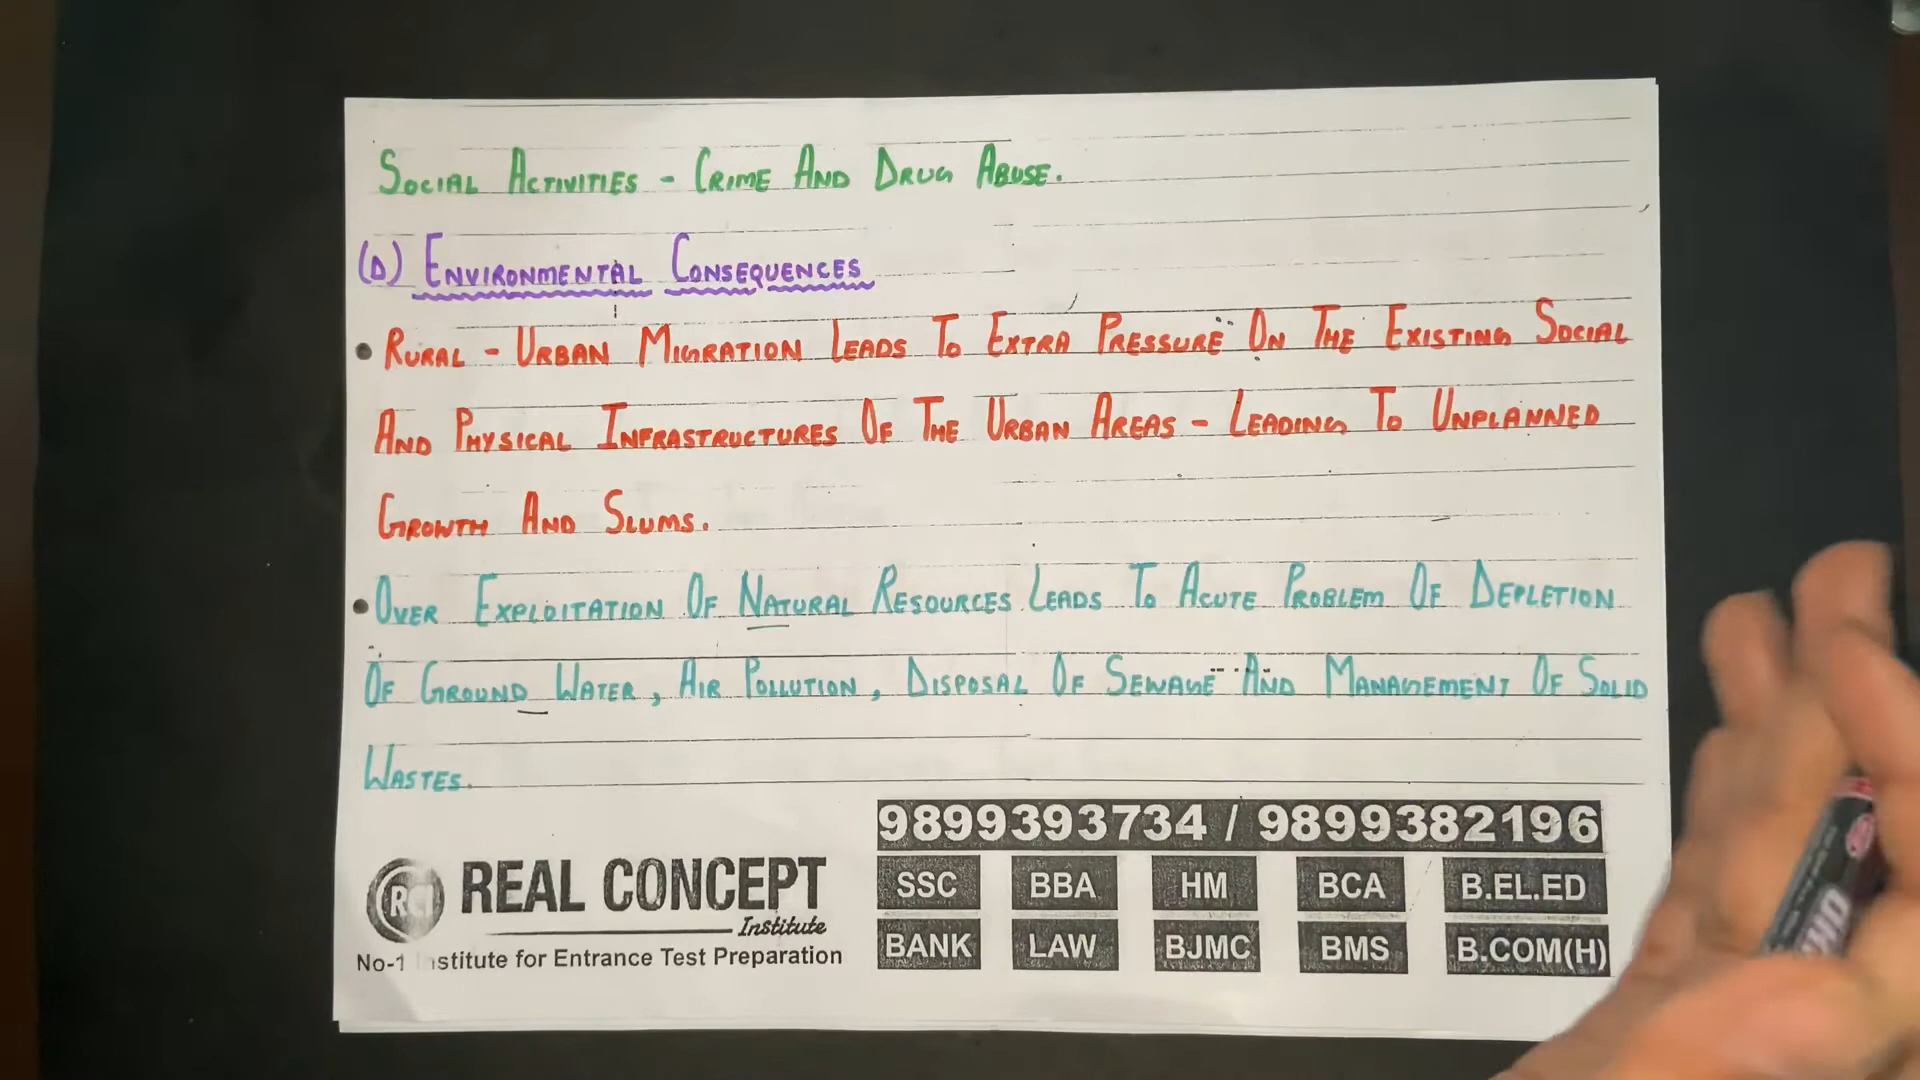 SOCIAL ACTIVITIES - CRIME AND DRUG ABUSE.
(D) ENVIRONMENTAL CONSEQUENCES
• RURAL - URBAN MIGRATION LEADS TO EXTRA PRESSURE ON THE EXISTING SOCIAL
AND PHYSICAL INFRASTRUCTURES OF THE URBAN AREAS - LEADING TO UNPLANNED
GROWTH AND SLUMS.
• OVER EXPLOITATION OF NATURAL RESOURCES LEADS TO ACUTE PROBLEM OF DEPLETION
OF GROUND WATER, AIR POLLUTION, DISPOSAL OF SEWAGE AND MANAGEMENT OF SOLID
WASTES.
9899393734 / 9899382196
RCI REAL CONCEPT
Institute
No-1 Institute for Entrance Test Preparation
SSC BBA HM BCA B.EL.ED
BANK LAW BJMC BMS B.COM(H)